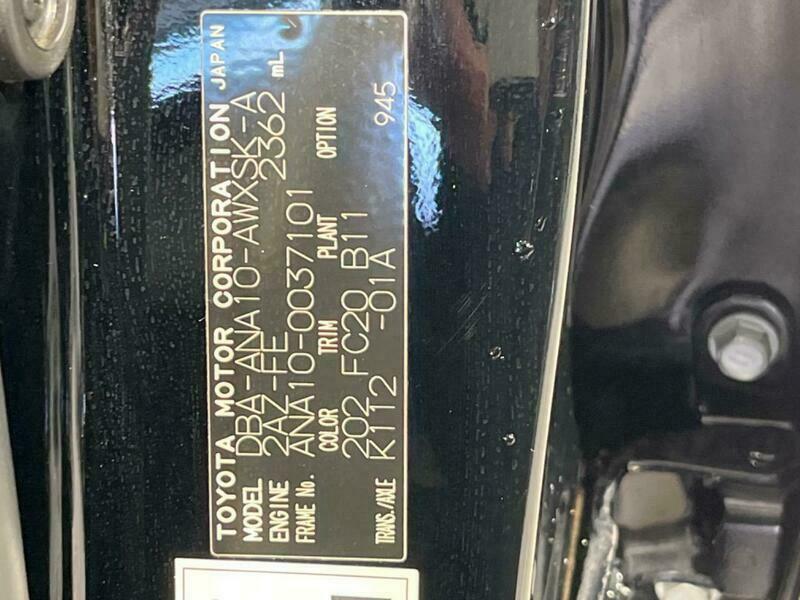 TOYOTA MOTOR CORPORATION JAPAN
MODEL DBA-ANA10-AWXSK-A
ENGINE 2AZ-FE 2362 mL
FRAME No. ANA10-0037101
COLOR TRIM PLANT OPTION
202 FC20 B11 945
TRANS./AXLE K112 -01A